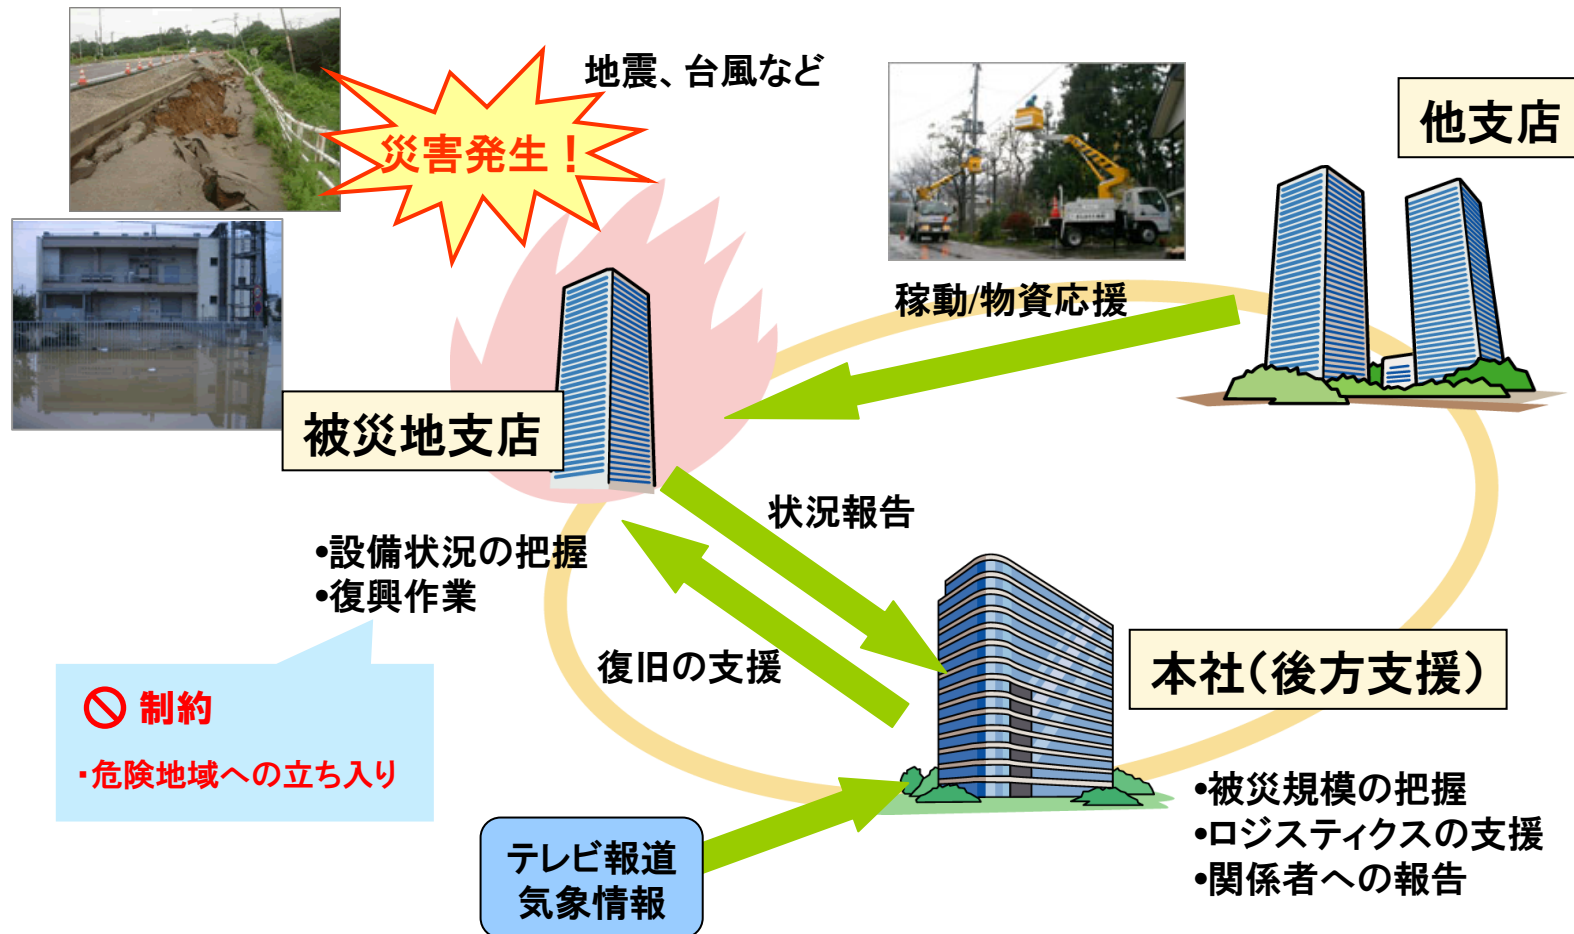 地震、台風など
災害発生！
他支店
稼動/物資応援
被災地支店
状況報告
•設備状況の把握
•復興作業
復旧の支援
本社（後方支援）
制約
・危険地域への立ち入り
•被災規模の把握
•ロジスティクスの支援
•関係者への報告
テレビ報道
気象情報